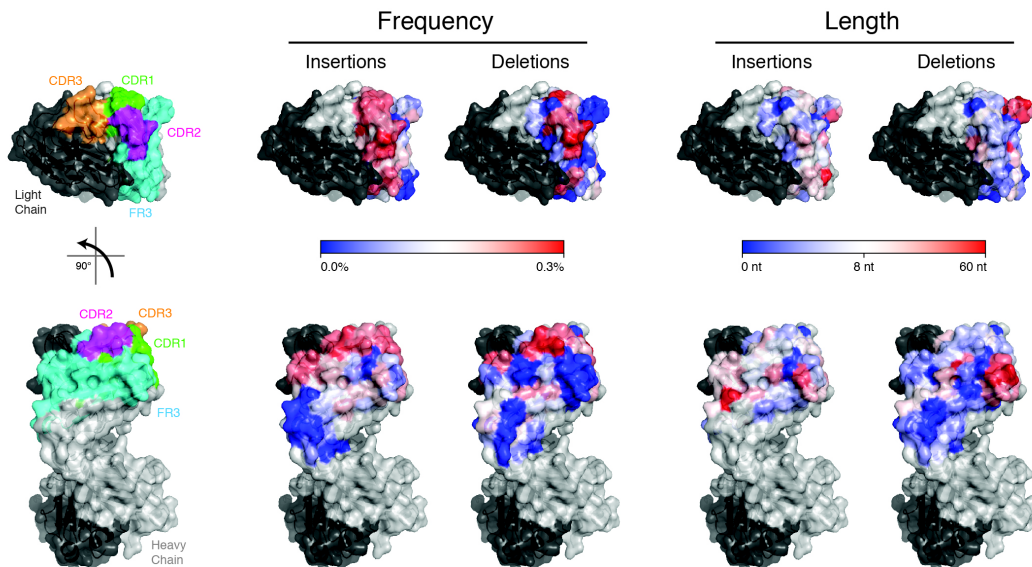 Frequency
Length
Insertions
Deletions
Insertions
Deletions
CDR3
CDR1
CDR2
Light
Chain
FR3
90°
0.0%
0.3%
0 nt
8 nt
60 nt
CDR2
CDR3
CDR1
FR3
Heavy
Chain